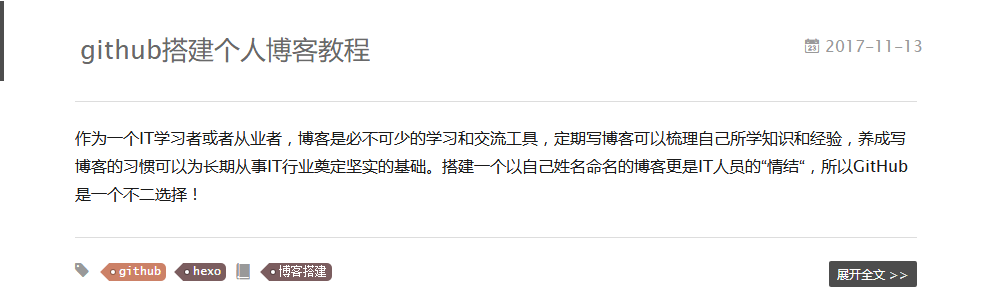 github搭建个人博客教程
2017-11-13
作为一个IT学习者或者从业者，博客是必不可少的学习和交流工具，定期写博客可以梳理自己所学知识和经验，养成写
博客的习惯可以为长期从事IT行业奠定坚实的基础。搭建一个以自己姓名命名的博客更是IT人员的“情结“，所以GitHub
是一个不二选择！
github hexo 博客搭建
展开全文 >>